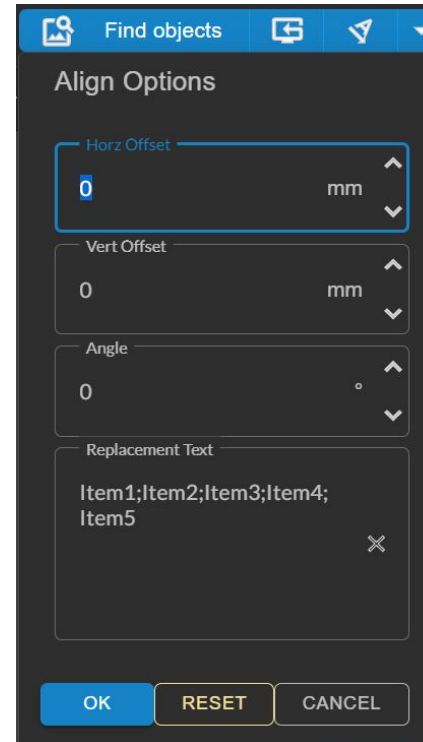 Find objects
Align Options
Horz Offset
0 mm
Vert Offset
0 mm
Angle
0 °
Replacement Text
Item1;Item2;Item3;Item4;
Item5
OK RESET CANCEL